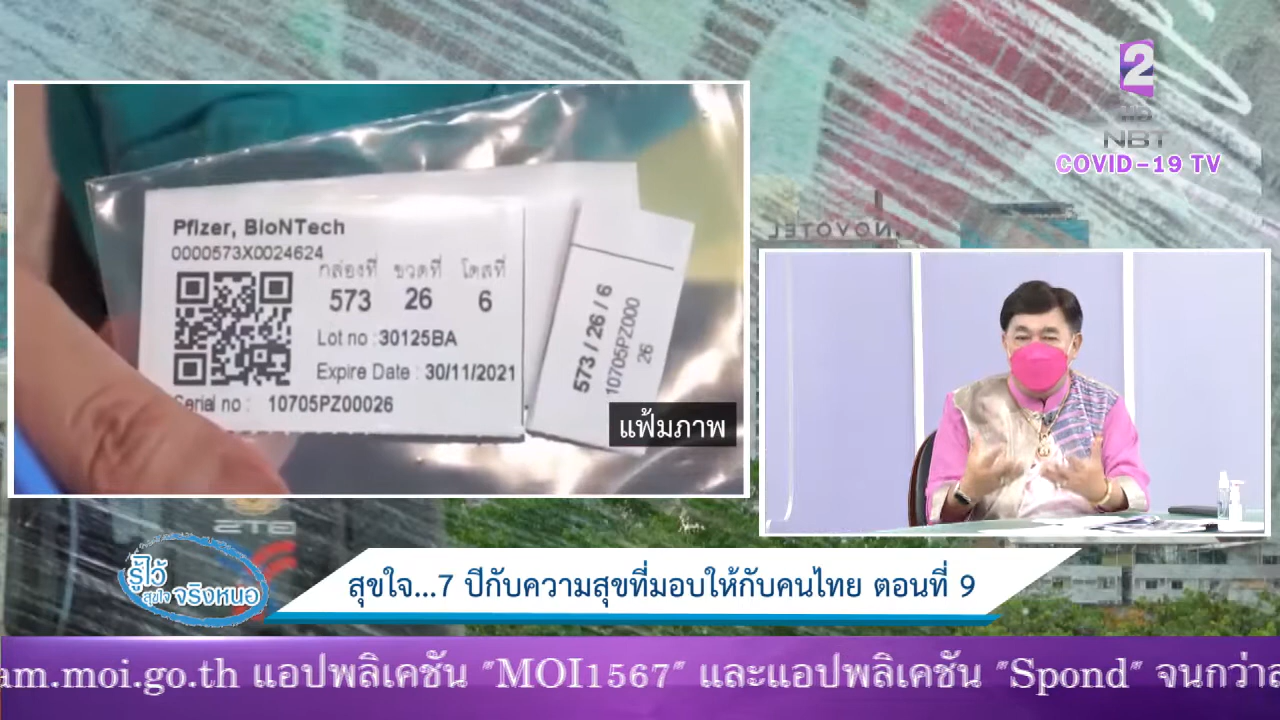 2
NBT
COVID-19 TV
NOVOTEL
Pfizer, BioNTech
0000573X0024624
กล่องที่ ขวดที่ โดสที่
573 26 6
Lot no : 30125BA
Expire Date : 30/11/2021
Serial no : 10705PZ00026
573 / 26 / 6
10705PZ000
26
แฟ้มภาพ
BTS
รู้ไว้
สุขใจ จริงหนอ
สุขใจ...7 ปีกับความสุขที่มอบให้กับคนไทย ตอนที่ 9
am.moi.go.th แอปพลิเคชัน "MOI1567" และแอปพลิเคชัน "Spond" จนกว่าส